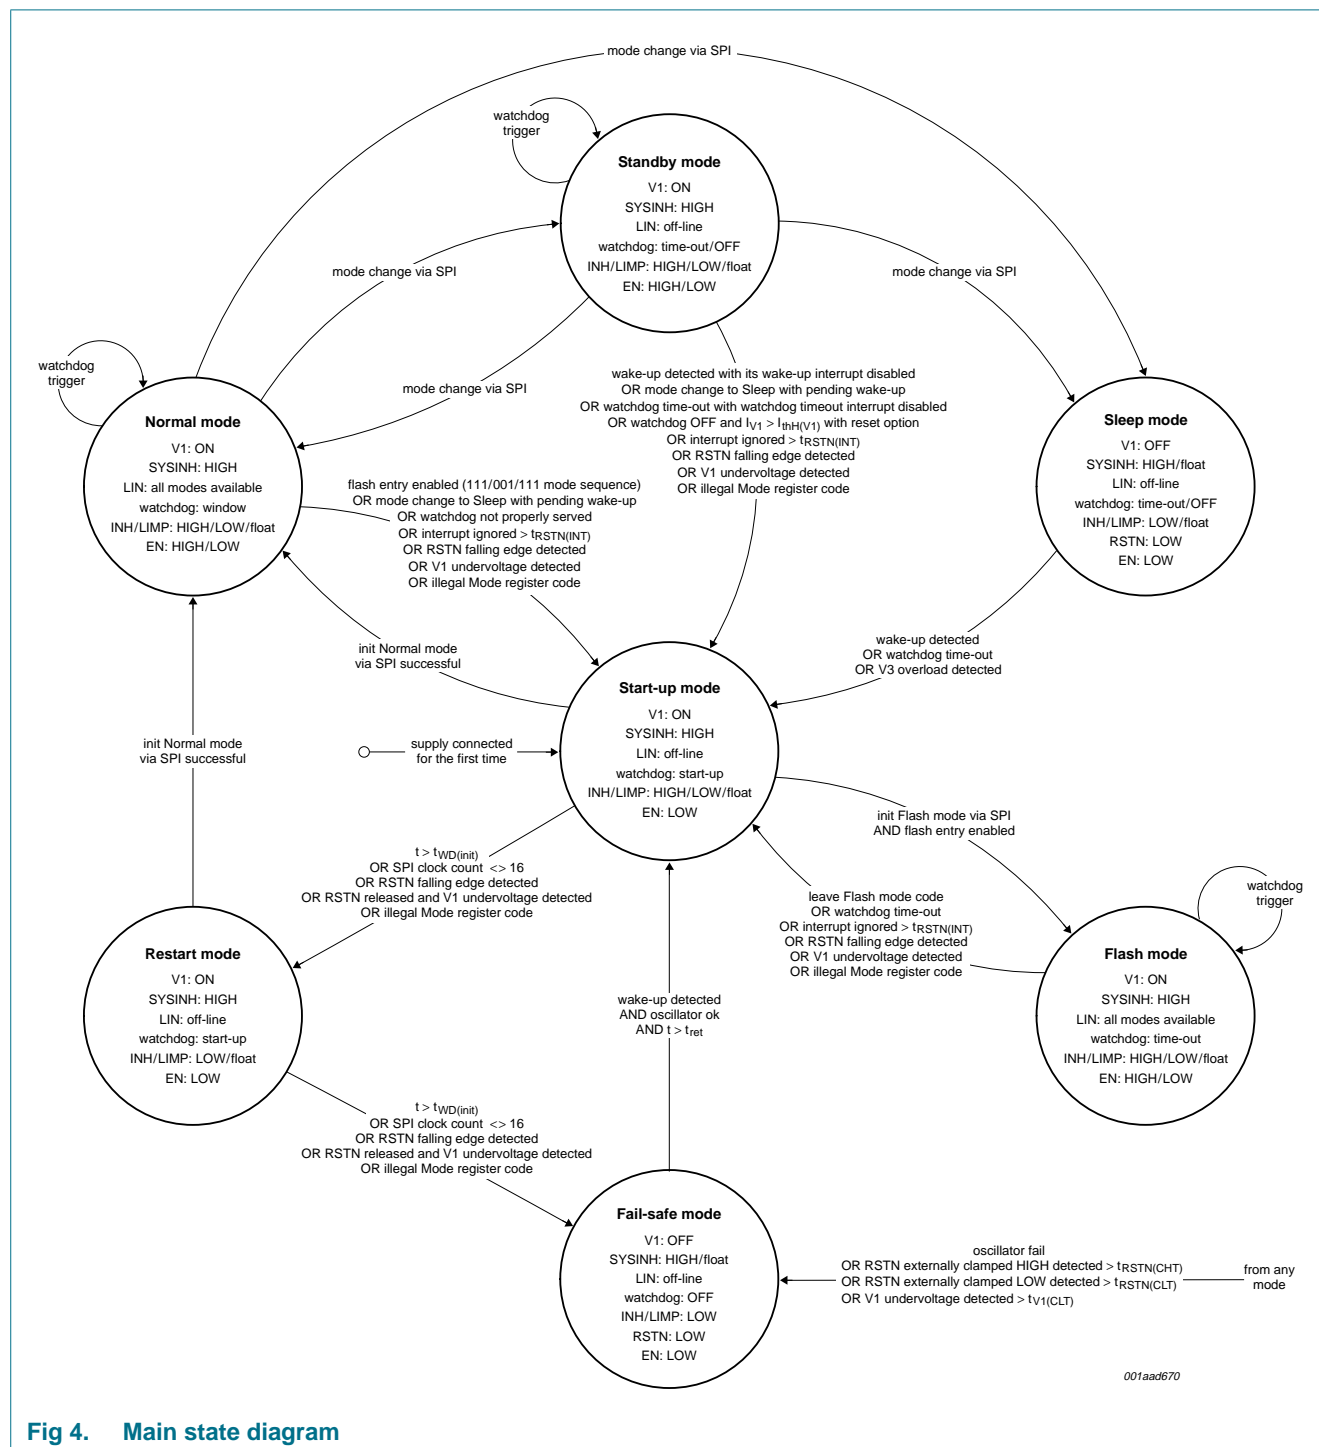 mode change via SPI
watchdog
trigger
Standby mode
V1: ON
SYSINH: HIGH
LIN: off-line
watchdog: time-out/OFF
INH/LIMP: HIGH/LOW/float
EN: HIGH/LOW
mode change via SPI
mode change via SPI
mode change via SPI
watchdog
trigger
Normal mode
V1: ON
SYSINH: HIGH
LIN: all modes available
watchdog: window
INH/LIMP: HIGH/LOW/float
EN: HIGH/LOW
wake-up detected with its wake-up interrupt disabled
OR mode change to Sleep with pending wake-up
OR watchdog time-out with watchdog timeout interrupt disabled
OR watchdog OFF and IV1 > IthH(V1) with reset option
OR interrupt ignored > tRSTN(INT)
OR RSTN falling edge detected
OR V1 undervoltage detected
OR illegal Mode register code
Sleep mode
V1: OFF
SYSINH: HIGH/float
LIN: off-line
watchdog: time-out/OFF
INH/LIMP: LOW/float
RSTN: LOW
EN: LOW
flash entry enabled (111/001/111 mode sequence)
OR mode change to Sleep with pending wake-up
OR watchdog not properly served
OR interrupt ignored > tRSTN(INT)
OR RSTN falling edge detected
OR V1 undervoltage detected
OR illegal Mode register code
init Normal mode
via SPI successful
wake-up detected
OR watchdog time-out
OR V3 overload detected
Start-up mode
V1: ON
SYSINH: HIGH
LIN: off-line
watchdog: start-up
INH/LIMP: HIGH/LOW/float
EN: LOW
supply connected
for the first time
init Normal mode
via SPI successful
init Flash mode via SPI
AND flash entry enabled
t > tWD(init)
OR SPI clock count <> 16
OR RSTN falling edge detected
OR RSTN released and V1 undervoltage detected
OR illegal Mode register code
leave Flash mode code
OR watchdog time-out
OR interrupt ignored > tRSTN(INT)
OR RSTN falling edge detected
OR V1 undervoltage detected
OR illegal Mode register code
watchdog
trigger
Restart mode
V1: ON
SYSINH: HIGH
LIN: off-line
watchdog: start-up
INH/LIMP: LOW/float
EN: LOW
Flash mode
V1: ON
SYSINH: HIGH
LIN: all modes available
watchdog: time-out
INH/LIMP: HIGH/LOW/float
EN: HIGH/LOW
wake-up detected
AND oscillator ok
AND t > tret
t > tWD(init)
OR SPI clock count <> 16
OR RSTN falling edge detected
OR RSTN released and V1 undervoltage detected
OR illegal Mode register code
Fail-safe mode
V1: OFF
SYSINH: HIGH/float
LIN: off-line
watchdog: OFF
INH/LIMP: LOW
RSTN: LOW
EN: LOW
oscillator fail
OR RSTN externally clamped HIGH detected > tRSTN(CHT)
OR RSTN externally clamped LOW detected > tRSTN(CLT)
OR V1 undervoltage detected > tV1(CLT)
from any
mode
001aad670
Fig 4. Main state diagram